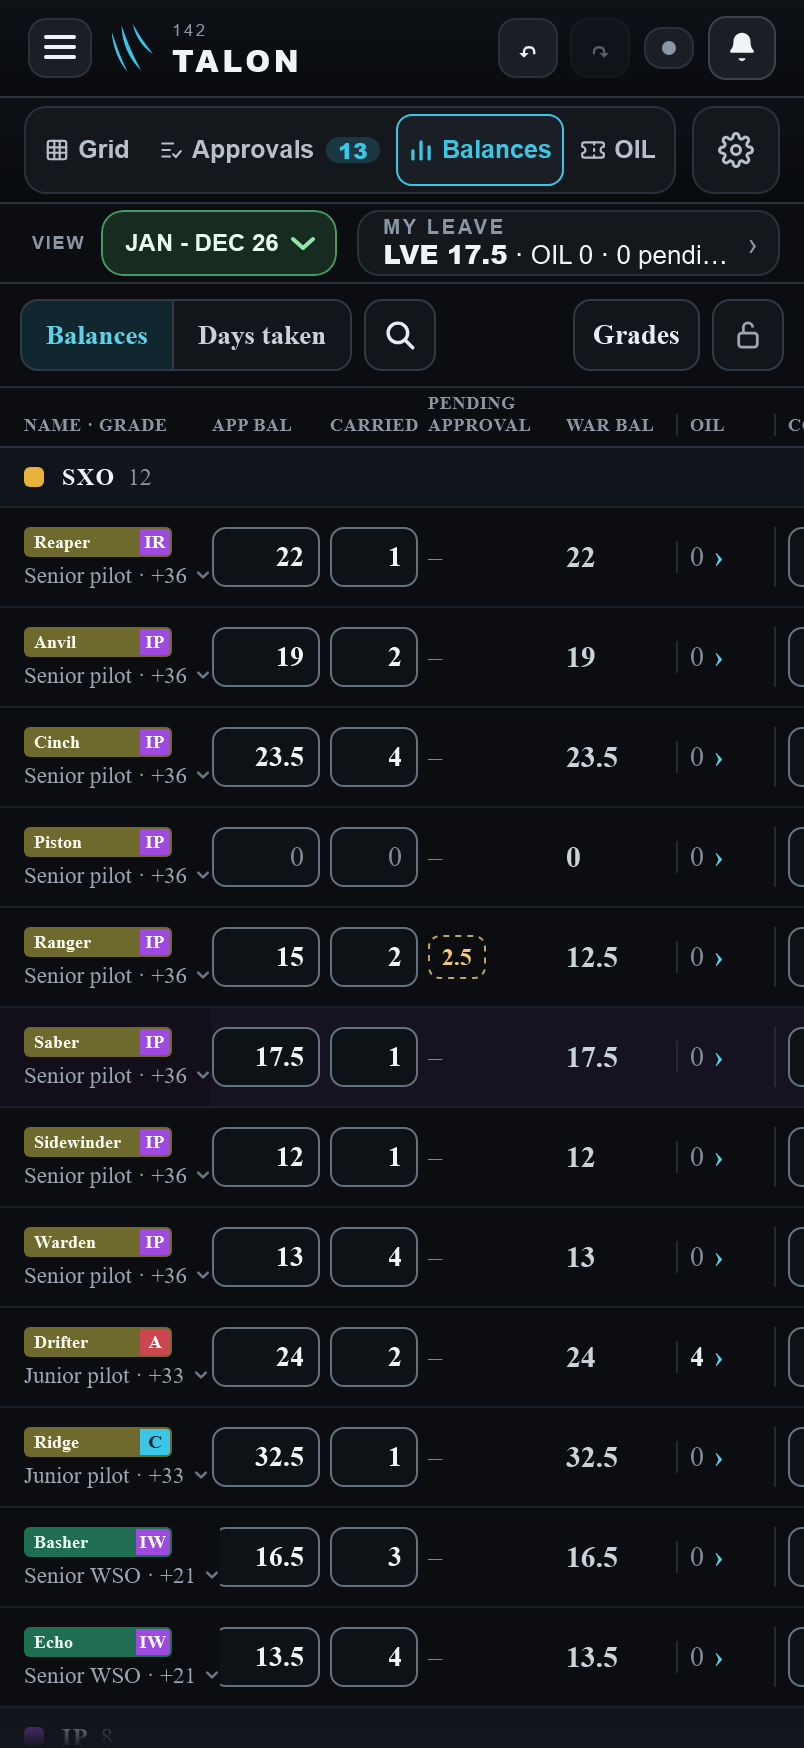 142
TALON
Grid
Approvals 13
Balances
OIL
VIEW
JAN - DEC 26
MY LEAVE
LVE 17.5 · OIL 0 · 0 pendi…
Balances
Days taken
Grades
NAME · GRADE
APP BAL
CARRIED
PENDING
APPROVAL
WAR BAL
OIL
SXO 12
Reaper IR
Senior pilot · +36
22 1 – 22 0 ›
Anvil IP
Senior pilot · +36
19 2 – 19 0 ›
Cinch IP
Senior pilot · +36
23.5 4 – 23.5 0 ›
Piston IP
Senior pilot · +36
0 0 – 0 0 ›
Ranger IP
Senior pilot · +36
15 2 2.5 12.5 0 ›
Saber IP
Senior pilot · +36
17.5 1 – 17.5 0 ›
Sidewinder IP
Senior pilot · +36
12 1 – 12 0 ›
Warden IP
Senior pilot · +36
13 4 – 13 0 ›
Drifter A
Junior pilot · +33
24 2 – 24 4 ›
Ridge C
Junior pilot · +33
32.5 1 – 32.5 0 ›
Basher IW
Senior WSO · +21
16.5 3 – 16.5 0 ›
Echo IW
Senior WSO · +21
13.5 4 – 13.5 0 ›
IP 8